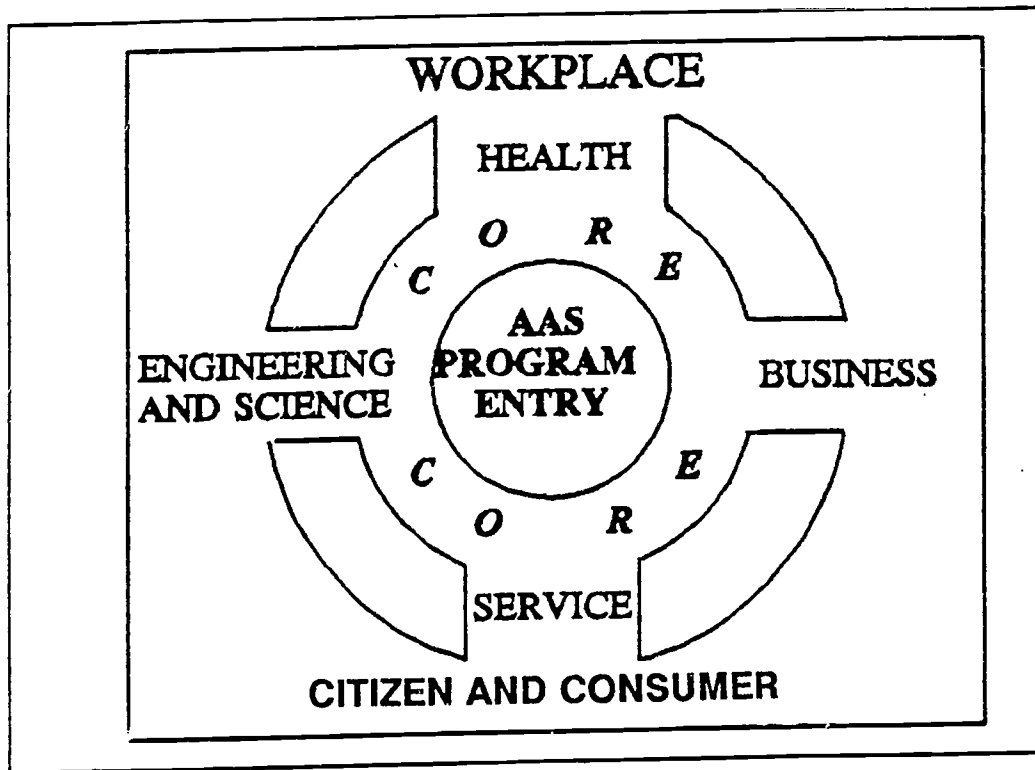 WORKPLACE
HEALTH
C O R E
AAS
PROGRAM
ENTRY
ENGINEERING
AND SCIENCE
BUSINESS
C O R E
SERVICE
CITIZEN AND CONSUMER